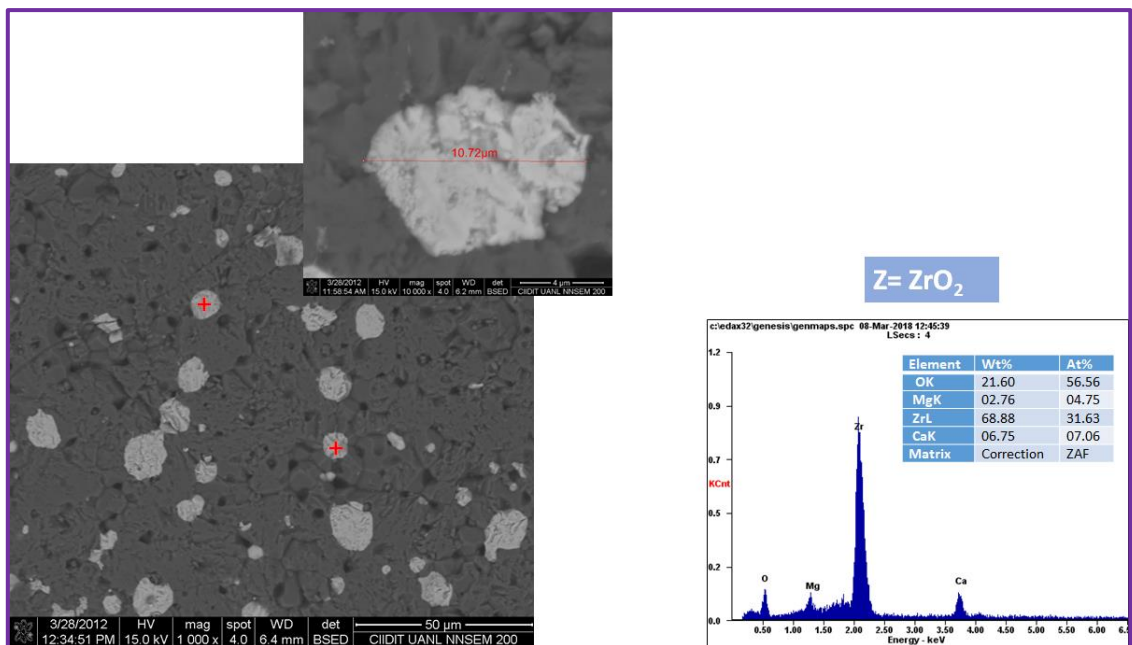 10.72µm
3/28/2012 HV mag spot WD det 4 µm
11:58:54 AM 15.0 kV 10 000 x 4.0 6.2 mm BSED CIIDIT UANL NNSEM 200
3/28/2012 HV mag spot WD det 50 µm
12:34:51 PM 15.0 kV 1 000 x 4.0 6.4 mm BSED CIIDIT UANL NNSEM 200
Z= ZrO₂
c:\edax32\genesis\genmaps.spc 08-Mar-2018 12:45:39
LSecs : 4
Element Wt% At%
OK 21.60 56.56
MgK 02.76 04.75
ZrL 68.88 31.63
CaK 06.75 07.06
Matrix Correction ZAF
1.2
0.9
0.7
KCnt
0.5
0.2
0.0
O
Mg
Zr
Ca
0.50 1.00 1.50 2.00 2.50 3.00 3.50 4.00 4.50 5.00 5.50 6.00 6.5
Energy - keV